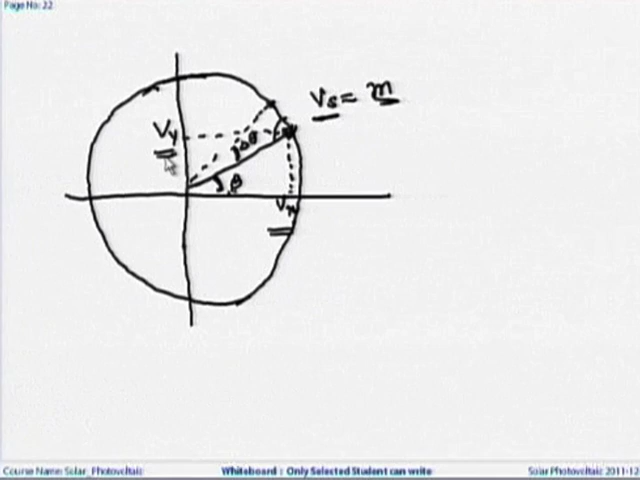 Page No: 22
Vs = m
Vy
Δθ
θ
Vx
Course Name: Solar_Photovoltaic
Whiteboard : Only Selected Student can write
Solar Photovoltaic 2011-12